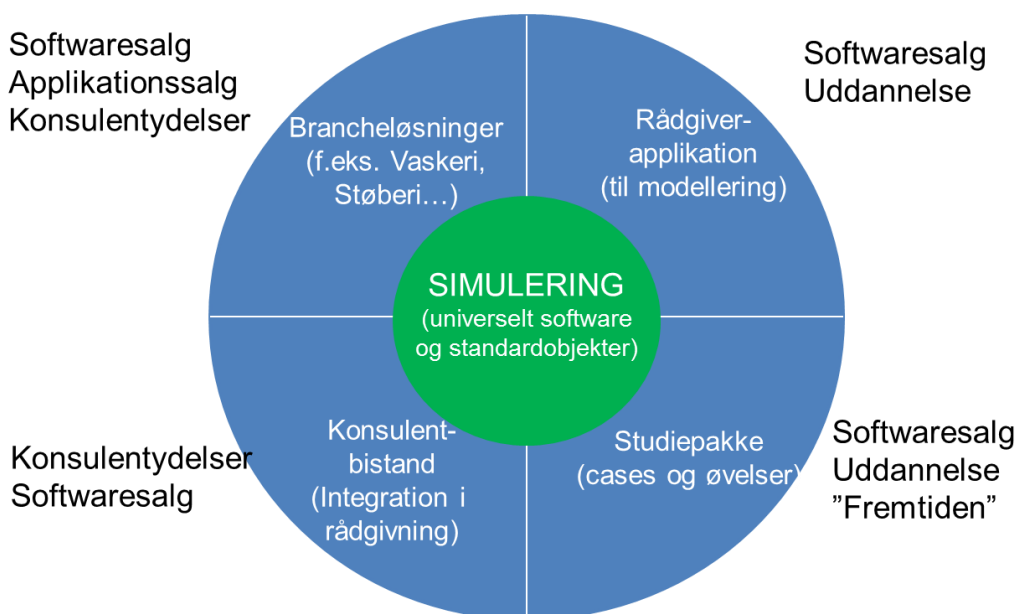 Softwaresalg
Applikationssalg
Konsulentydelser
Softwaresalg
Uddannelse
Brancheløsninger
(f.eks. Vaskeri,
Støberi…)
Rådgiver-
applikation
(til modellering)
SIMULERING
(universelt software
og standardobjekter)
Konsulentydelser
Softwaresalg
Konsulent-
bistand
(Integration i
rådgivning)
Studiepakke
(cases og øvelser)
Softwaresalg
Uddannelse
”Fremtiden”